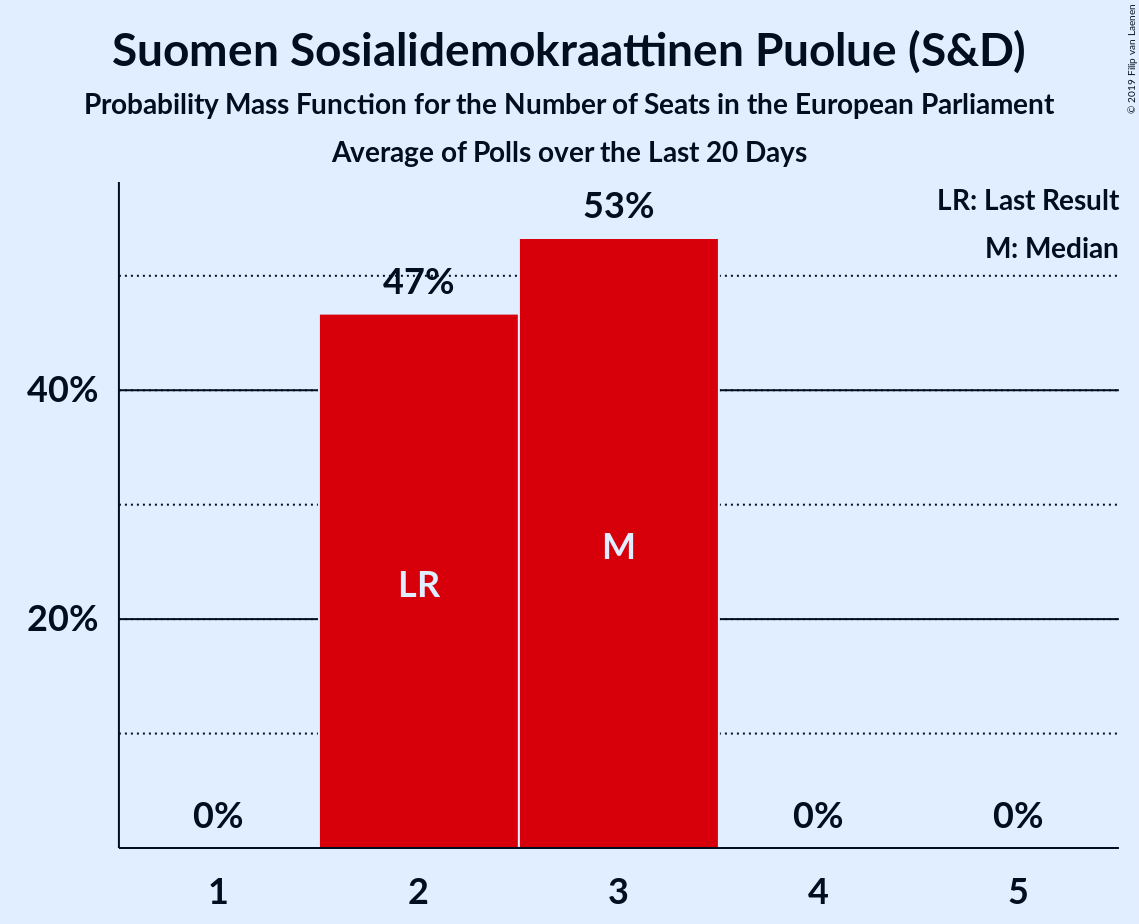 Suomen Sosialidemokraattinen Puolue (S&D)
Probability Mass Function for the Number of Seats in the European Parliament
Average of Polls over the Last 20 Days
© 2019 Filip van Laenen
LR: Last Result
M: Median
53%
47%
40%
20%
M
LR
0%
0%
0%
1
2
3
4
5